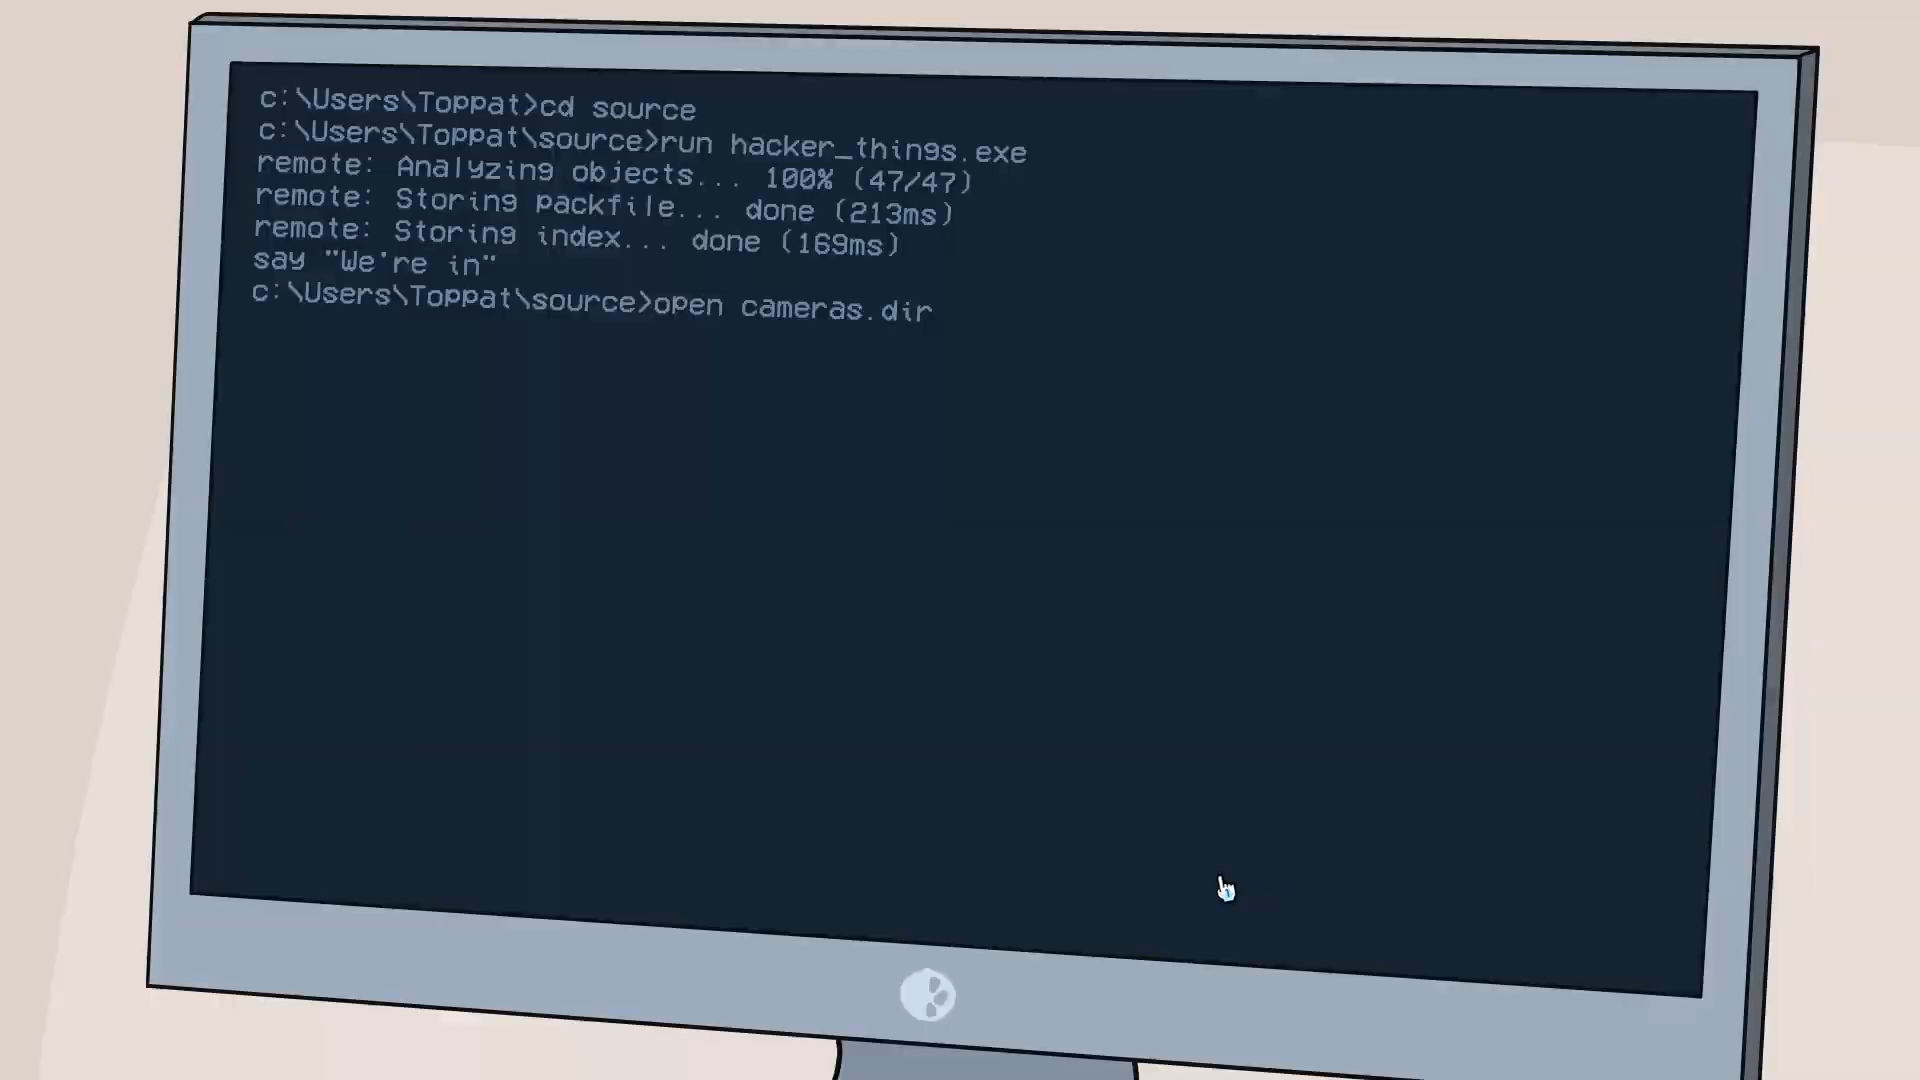 c:\Users\Toppat>cd source
c:\Users\Toppat\source>run hacker_things.exe
remote: Analyzing objects... 100% (47/47)
remote: Storing packfile... done (213ms)
remote: Storing index... done (169ms)
say "We're in"
c:\Users\Toppat\source>open cameras.dir